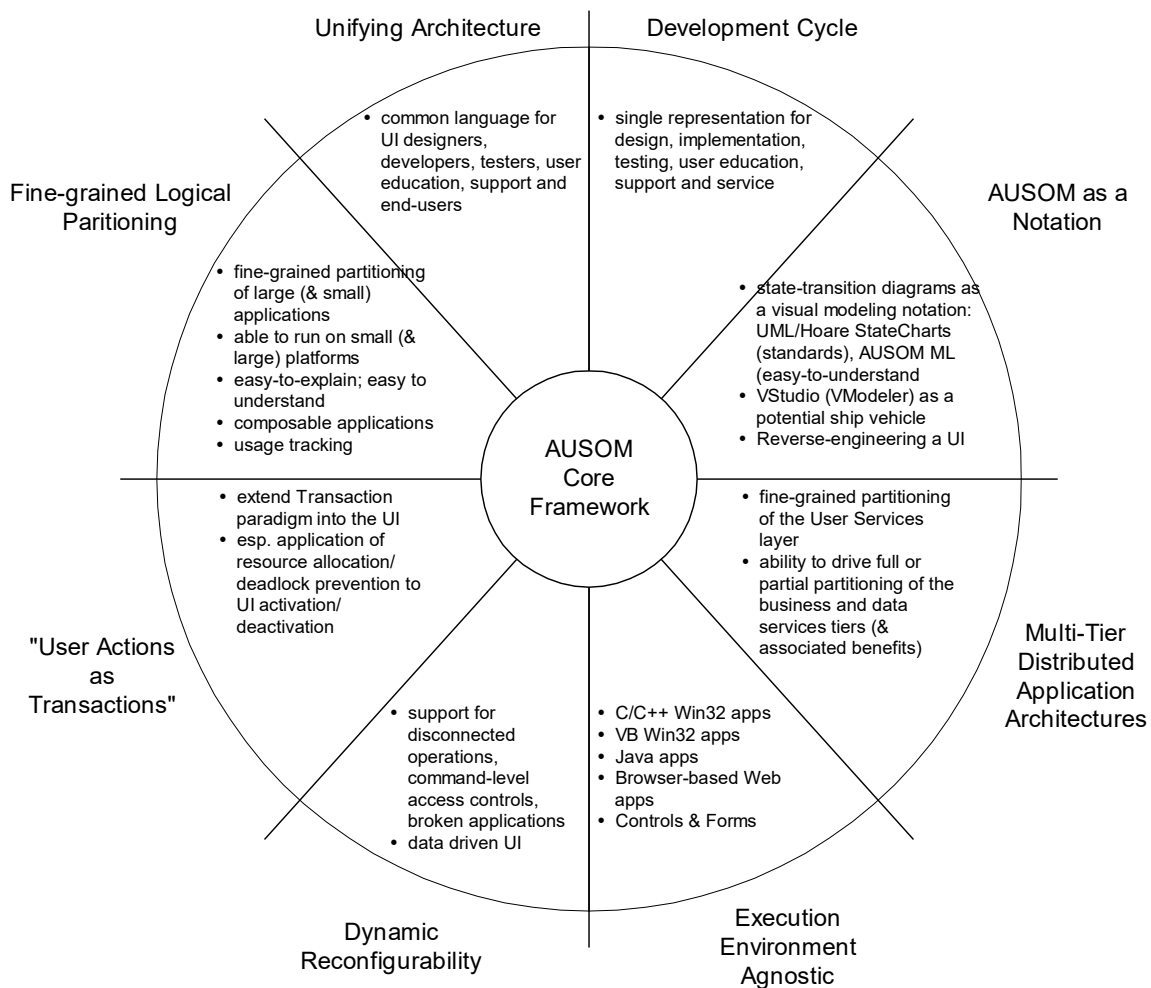 Unifying Architecture
Development Cycle
• common language for
UI designers,
developers, testers, user
education, support and
end-users
• single representation for
design, implementation,
testing, user education,
support and service
Fine-grained Logical
Paritioning
AUSOM as a
Notation
• fine-grained partitioning
of large (& small)
applications
• able to run on small (&
large) platforms
• easy-to-explain; easy to
understand
• composable applications
• usage tracking
• state-transition diagrams as
a visual modeling notation:
UML/Hoare StateCharts
(standards), AUSOM ML
(easy-to-understand
• VStudio (VModeler) as a
potential ship vehicle
• Reverse-engineering a UI
AUSOM
Core
Framework
• extend Transaction
paradigm into the UI
• esp. application of
resource allocation/
deadlock prevention to
UI activation/
deactivation
• fine-grained partitioning
of the User Services
layer
• ability to drive full or
partial partitioning of the
business and data
services tiers (&
associated benefits)
"User Actions
as
Transactions"
Multi-Tier
Distributed
Application
Architectures
• support for
disconnected
operations,
command-level
access controls,
broken applications
• data driven UI
• C/C++ Win32 apps
• VB Win32 apps
• Java apps
• Browser-based Web
apps
• Controls & Forms
Dynamic
Reconfigurability
Execution
Environment
Agnostic